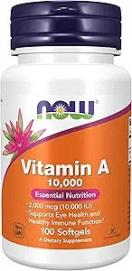 NOW
Vitamin A
10,000
Essential Nutrition
3,000 mcg (10,000 IU)
• Supports Eye Health and
Healthy Immune Function*
100 Softgels
A Dietary Supplement